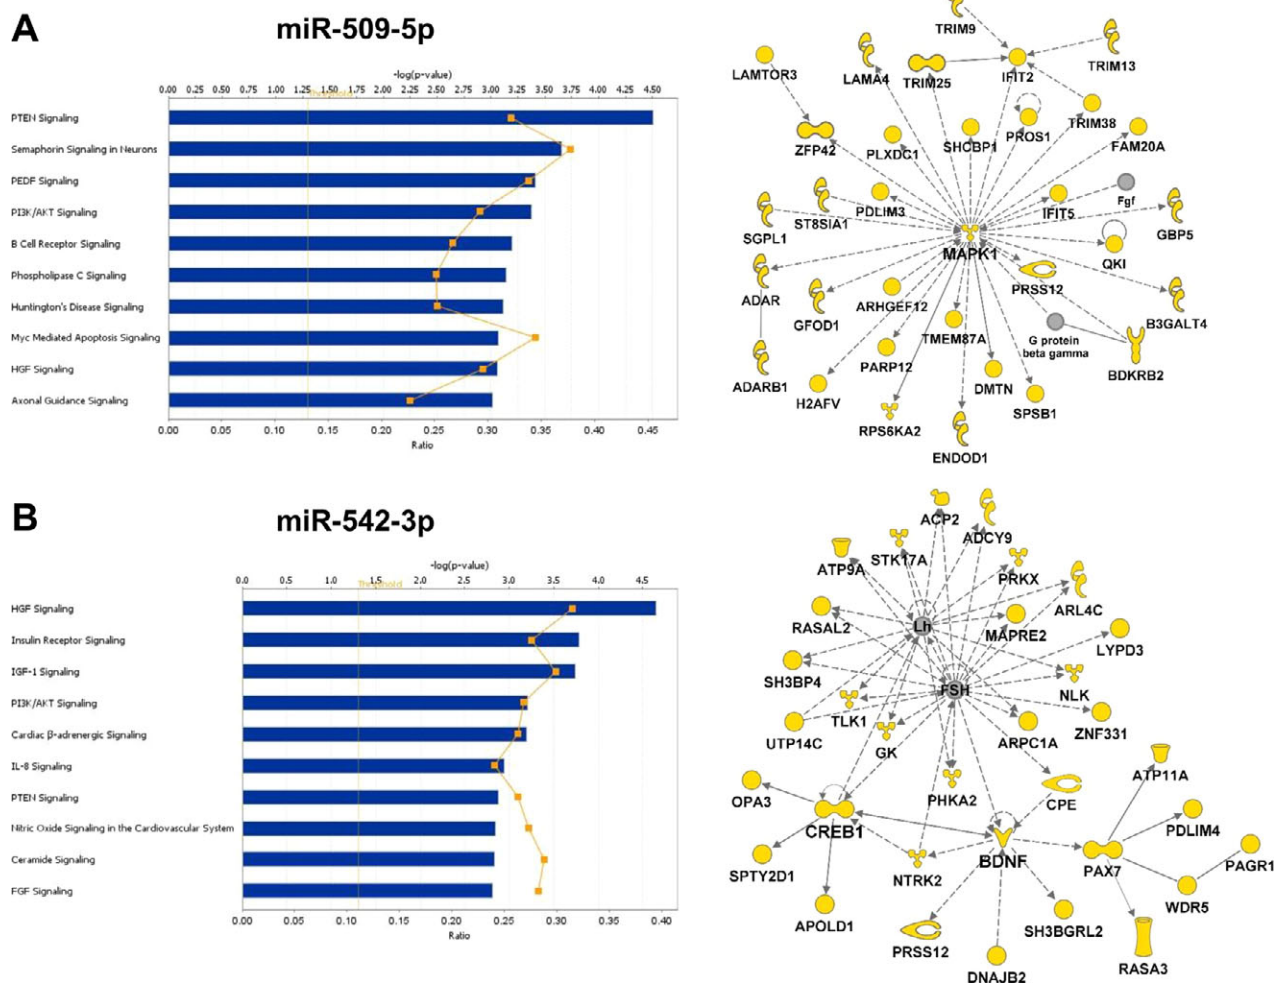 A
miR-509-5p
-log(p-value)
0.00 0.25 0.50 0.75 1.00 1.25 1.50 1.75 2.00 2.25 2.50 2.75 3.00 3.25 3.50 3.75 4.00 4.25 4.50
Threshold
PTEN Signaling
Semaphorin Signaling in Neurons
PEDF Signaling
PI3K/AKT Signaling
B Cell Receptor Signaling
Phospholipase C Signaling
Huntington's Disease Signaling
Myc Mediated Apoptosis Signaling
HGF Signaling
Axonal Guidance Signaling
0.00 0.05 0.10 0.15 0.20 0.25 0.30 0.35 0.40 0.45
Ratio
TRIM9
TRIM13
LAMTOR3
LAMA4
TRIM25
IFIT2
TRIM38
ZFP42
PLXDC1
SHCBP1
PROS1
FAM20A
SGPL1
ST8SIA1
PDLIM3
IFIT5
Fgf
GBP5
MAPK1
QKI
ADAR
GFOD1
ARHGEF12
PRSS12
B3GALT4
TMEM87A
G protein
beta gamma
ADARB1
H2AFV
PARP12
DMTN
SPSB1
BDKRB2
RPS6KA2
ENDOD1
B
miR-542-3p
-log(p-value)
0.0 0.5 1.0 1.5 2.0 2.5 3.0 3.5 4.0 4.5
Threshold
HGF Signaling
Insulin Receptor Signaling
IGF-1 Signaling
PI3K/AKT Signaling
Cardiac β-adrenergic Signaling
IL-8 Signaling
PTEN Signaling
Nitric Oxide Signaling in the Cardiovascular System
Ceramide Signaling
FGF Signaling
0.00 0.05 0.10 0.15 0.20 0.25 0.30 0.35 0.40
Ratio
ACP2
ADCY9
ATP9A
STK17A
PRKX
ARL4C
RASAL2
Lh
MAPRE2
LYPD3
SH3BP4
FSH
NLK
UTP14C
TLK1
GK
ARPC1A
ZNF331
OPA3
CREB1
PHKA2
CPE
ATP11A
PDLIM4
SPTY2D1
NTRK2
BDNF
PAX7
PAGR1
APOLD1
WDR5
PRSS12
SH3BGRL2
DNAJB2
RASA3